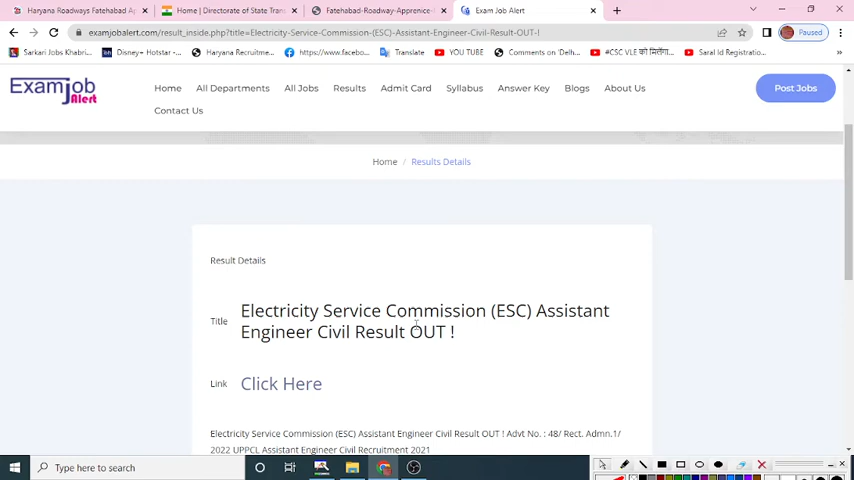 Haryana Roadways Fatehabad A
Home | Directorate of State Trans
Fatehabad-Roadway-Apprenice-
Exam Job Alert
examjobalert.com/result_inside.php?title=Electricity-Service-Commission-(ESC)-Assistant-Engineer-Civil-Result-OUT-!
Paused
Sarkari Jobs Khabri...
Disney+ Hotstar -...
Haryana Recruitme...
https://www.facebo...
Translate
YOU TUBE
Comments on 'Delh...
#CSC VLE को मिलेंगा...
Saral Id Registratio...
Examjob Alert
Home
All Departments
All Jobs
Results
Admit Card
Syllabus
Answer Key
Blogs
About Us
Contact Us
Post Jobs
Home / Results Details
Result Details
Title
Electricity Service Commission (ESC) Assistant
Engineer Civil Result OUT !
Link
Click Here
Electricity Service Commission (ESC) Assistant Engineer Civil Result OUT ! Advt No. : 48/ Rect. Admn.1/
2022 UPPCL Assistant Engineer Civil Recruitment 2021
Type here to search